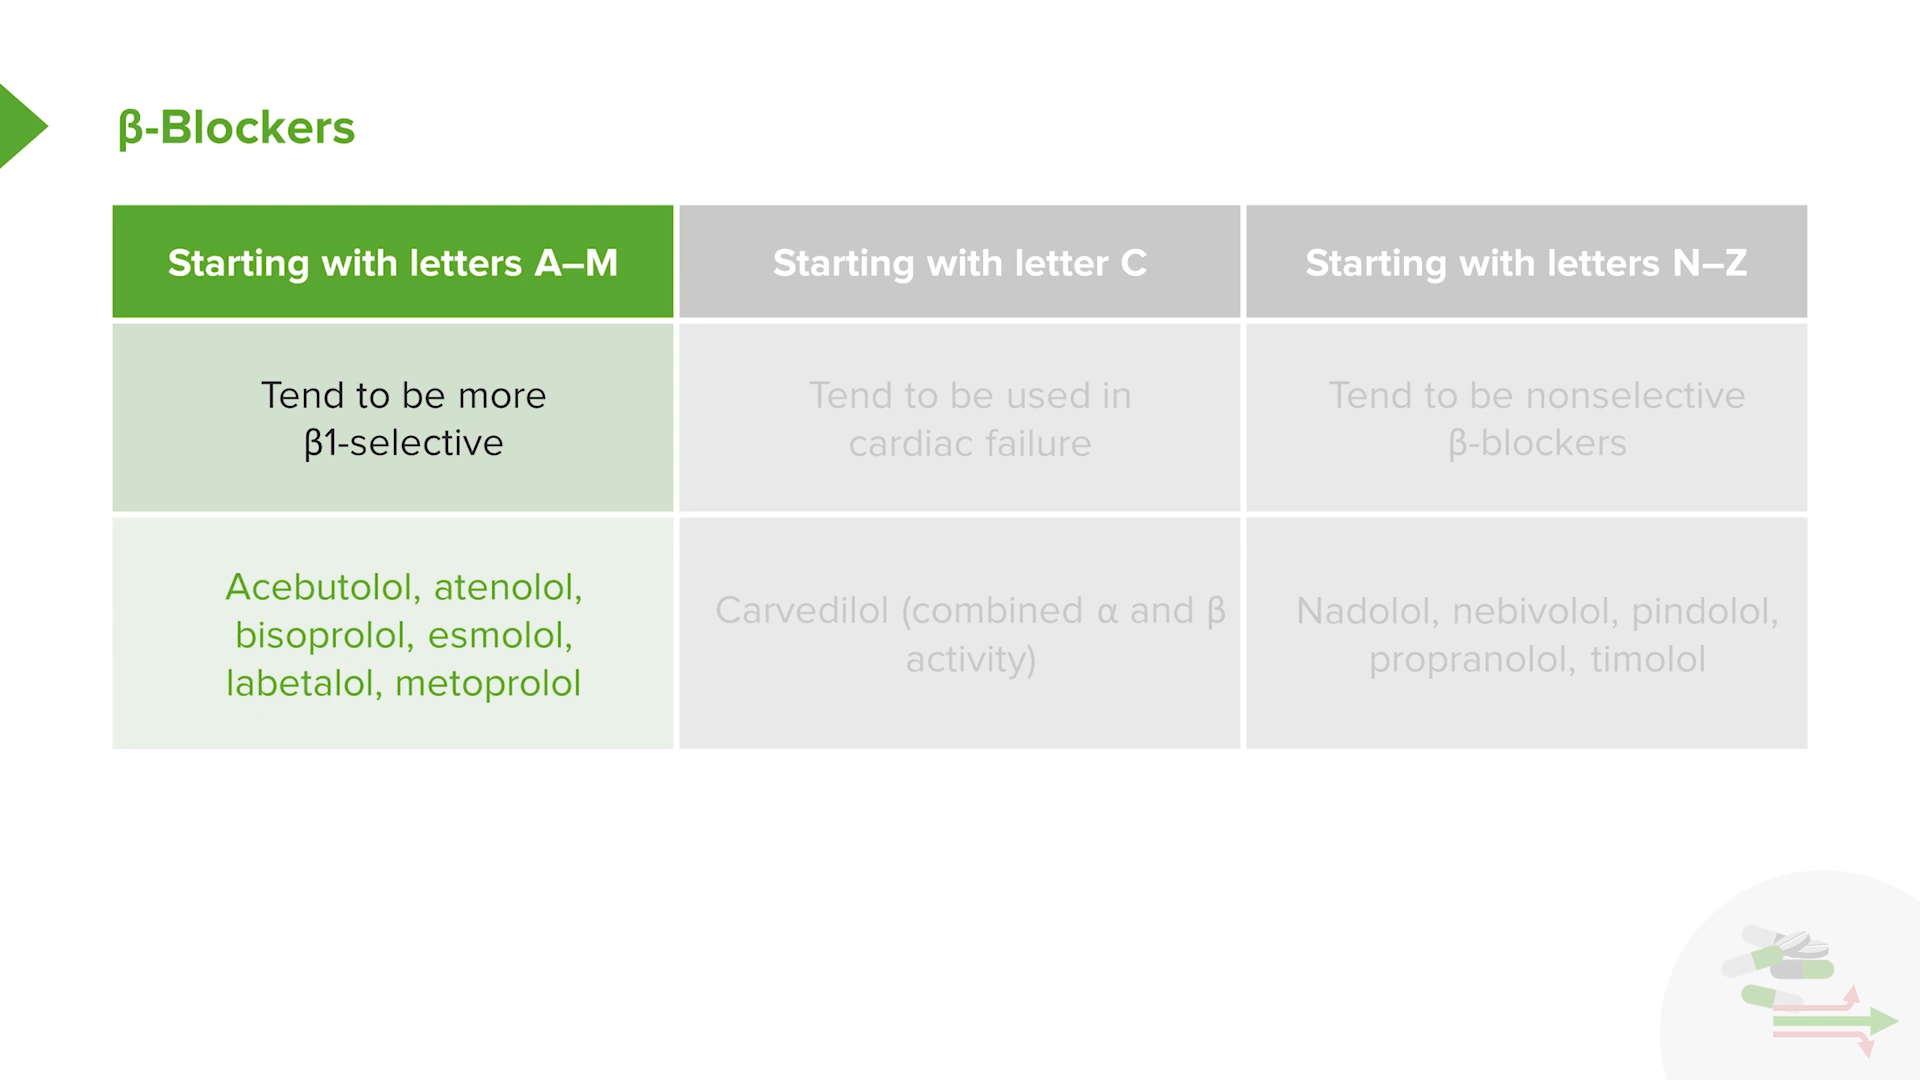 β-Blockers
Starting with letters A–M
Starting with letter C
Starting with letters N–Z
Tend to be more
β1-selective
Tend to be used in
cardiac failure
Tend to be nonselective
β-blockers
Acebutolol, atenolol,
bisoprolol, esmolol,
labetalol, metoprolol
Carvedilol (combined α and β
activity)
Nadolol, nebivolol, pindolol,
propranolol, timolol